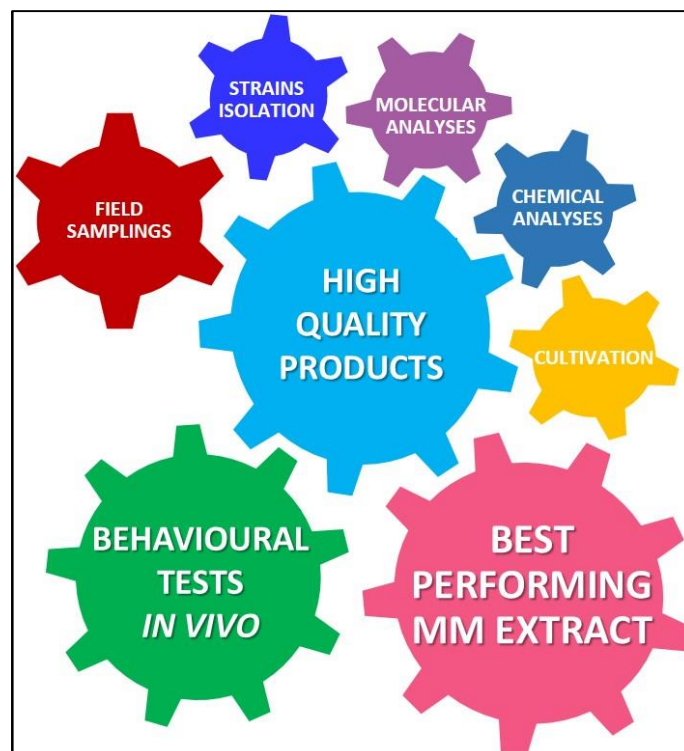 STRAINS
ISOLATION
MOLECULAR
ANALYSES
FIELD
SAMPLINGS
CHEMICAL
ANALYSES
HIGH
QUALITY
PRODUCTS
CULTIVATION
BEHAVIOURAL
TESTS
IN VIVO
BEST
PERFORMING
MM EXTRACT